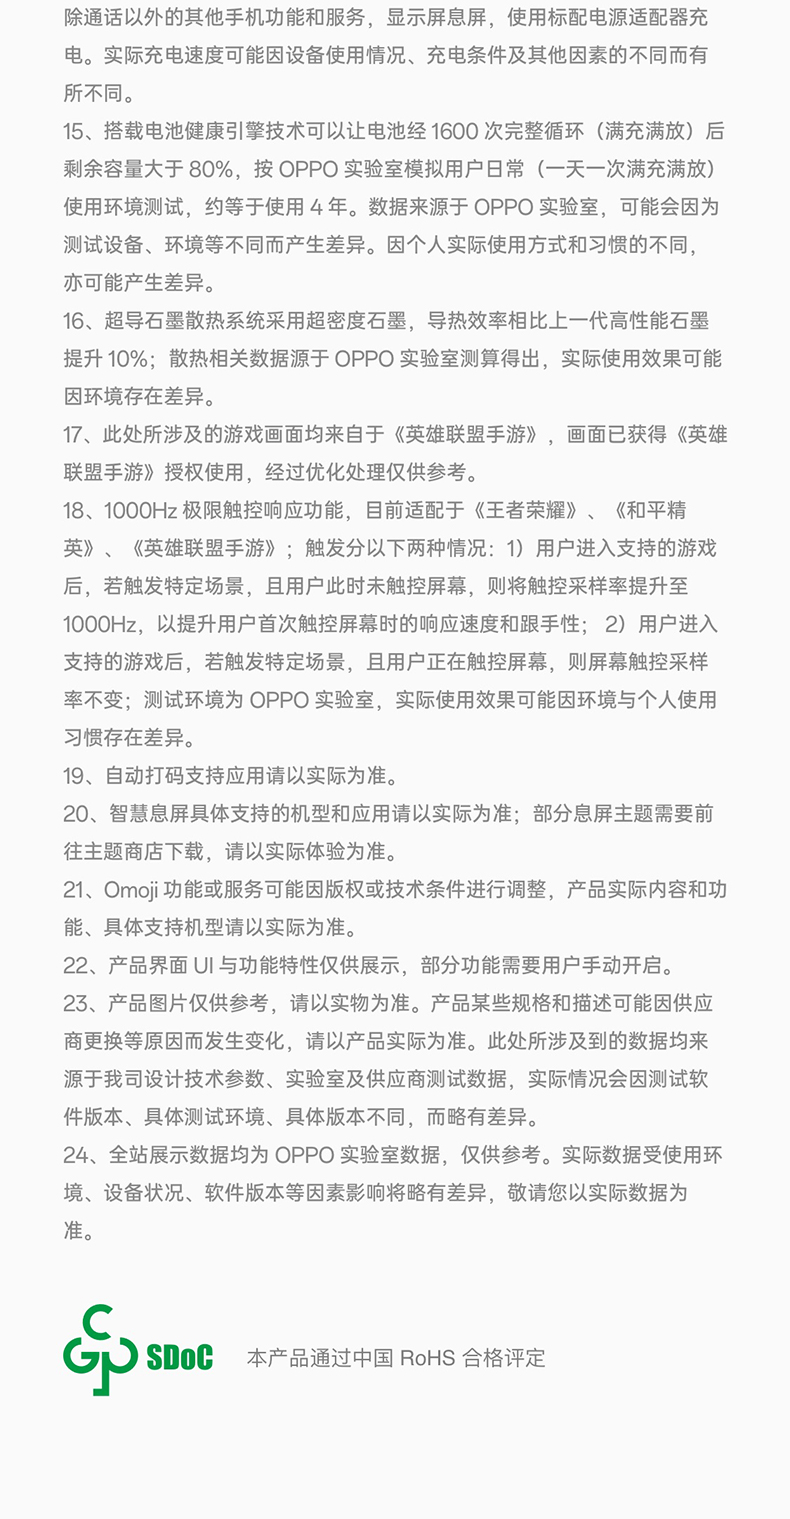 除通话以外的其他手机功能和服务，显示屏息屏，使用标配电源适配器充
电。实际充电速度可能因设备使用情况、充电条件及其他因素的不同而有
所不同。
15、搭载电池健康引擎技术可以让电池经 1600 次完整循环（满充满放）后
剩余容量大于 80%，按 OPPO 实验室模拟用户日常（一天一次满充满放）
使用环境测试，约等于使用 4 年。数据来源于 OPPO 实验室，可能会因为
测试设备、环境等不同而产生差异。因个人实际使用方式和习惯的不同，
亦可能产生差异。
16、超导石墨散热系统采用超密度石墨，导热效率相比上一代高性能石墨
提升 10%；散热相关数据源于 OPPO 实验室测算得出，实际使用效果可能
因环境存在差异。
17、此处所涉及的游戏画面均来自于《英雄联盟手游》，画面已获得《英雄
联盟手游》授权使用，经过优化处理仅供参考。
18、1000Hz 极限触控响应功能，目前适配于《王者荣耀》、《和平精
英》、《英雄联盟手游》；触发分以下两种情况：1）用户进入支持的游戏
后，若触发特定场景，且用户此时未触控屏幕，则将触控采样率提升至
1000Hz，以提升用户首次触控屏幕时的响应速度和跟手性； 2）用户进入
支持的游戏后，若触发特定场景，且用户正在触控屏幕，则屏幕触控采样
率不变；测试环境为 OPPO 实验室，实际使用效果可能因环境与个人使用
习惯存在差异。
19、自动打码支持应用请以实际为准。
20、智慧息屏具体支持的机型和应用请以实际为准；部分息屏主题需要前
往主题商店下载，请以实际体验为准。
21、Omoji 功能或服务可能因版权或技术条件进行调整，产品实际内容和功
能、具体支持机型请以实际为准。
22、产品界面 UI 与功能特性仅供展示，部分功能需要用户手动开启。
23、产品图片仅供参考，请以实物为准。产品某些规格和描述可能因供应
商更换等原因而发生变化，请以产品实际为准。此处所涉及到的数据均来
源于我司设计技术参数、实验室及供应商测试数据，实际情况会因测试软
件版本、具体测试环境、具体版本不同，而略有差异。
24、全站展示数据均为 OPPO 实验室数据，仅供参考。实际数据受使用环
境、设备状况、软件版本等因素影响将略有差异，敬请您以实际数据为
准。
CGP SDoC 本产品通过中国 RoHS 合格评定